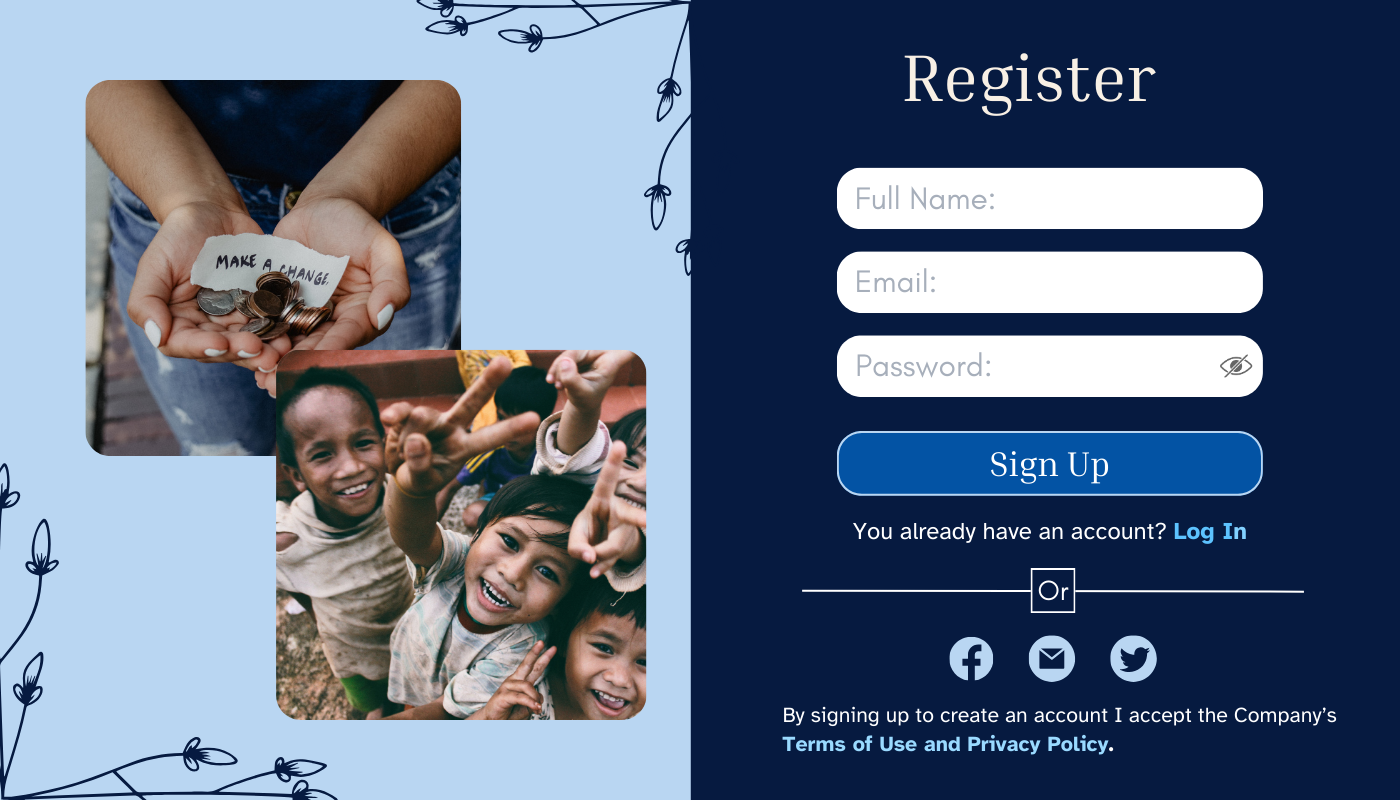 MAKE A CHANGE
Register
Full Name:
Email:
Password:
Sign Up
You already have an account? Log In
Or
By signing up to create an account I accept the Company’s
Terms of Use and Privacy Policy.